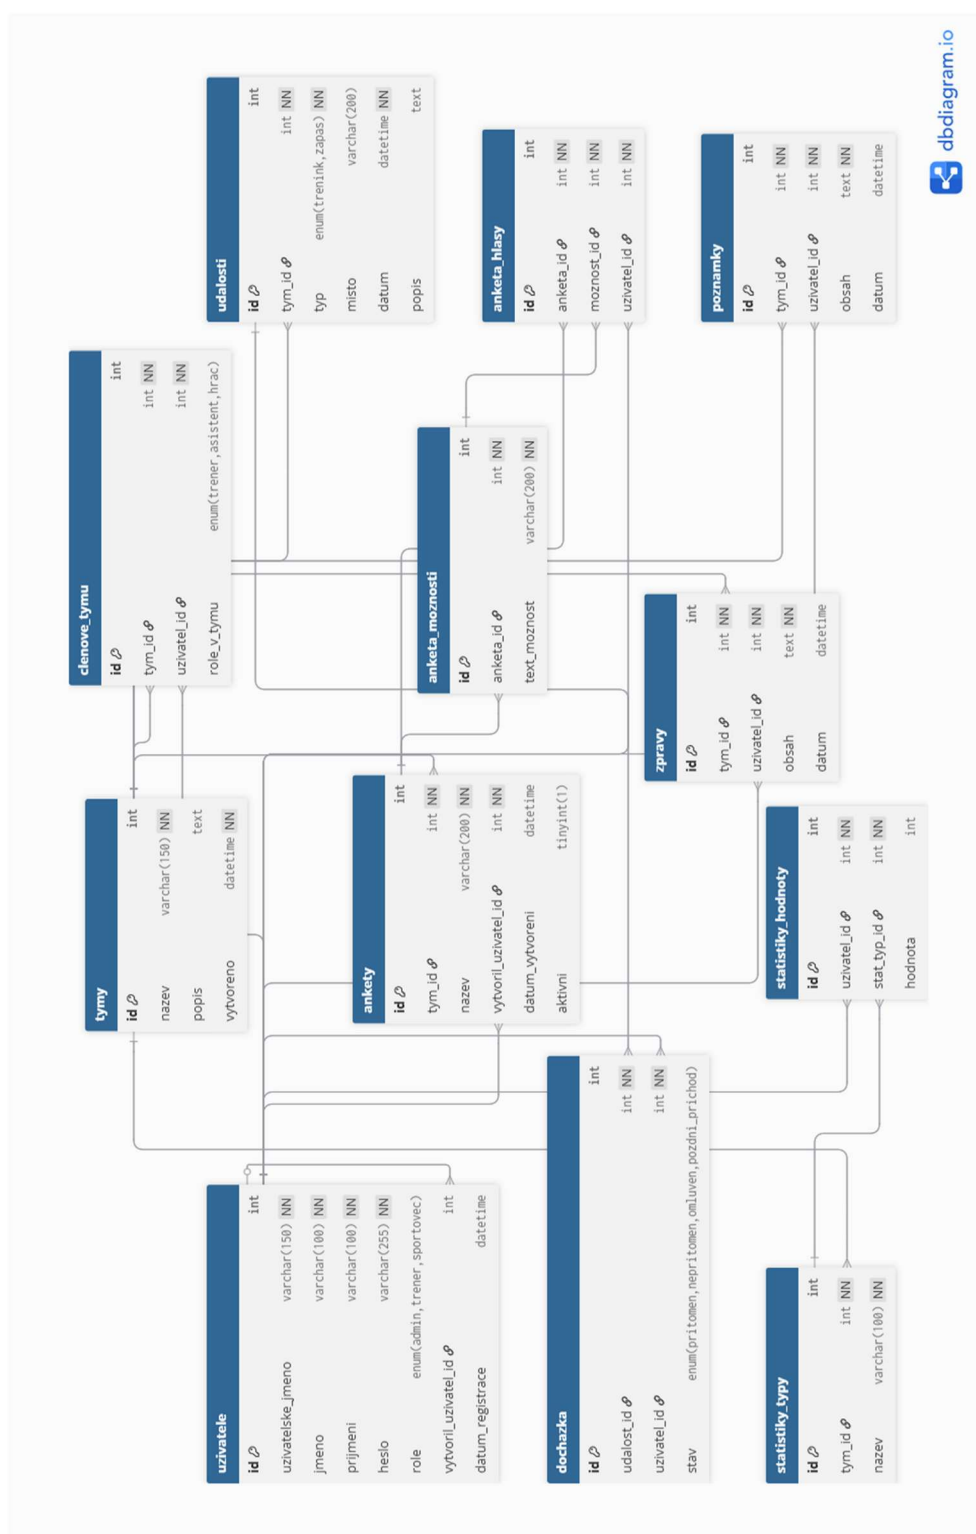 uzivatele
id int
uzivatelske_jmeno varchar(150) NN
jmeno varchar(100) NN
prijmeni varchar(100) NN
heslo varchar(255) NN
role enum(admin,trener,sportovec)
vytvoril_uzivatel_id int
datum_registrace datetime
dochazka
id int
udalost_id int NN
uzivatel_id int NN
stav enum(pritomen,nepritomen,omluven,pozdni_prichod)
statistiky_typy
id int
tym_id int NN
nazev varchar(100) NN
tymy
id int
nazev varchar(150) NN
popis text
vytvoreno datetime NN
ankety
id int
tym_id int NN
nazev varchar(200) NN
vytvoril_uzivatel_id int NN
datum_vytvoreni datetime
aktivni tinyint(1)
statistiky_hodnoty
id int
uzivatel_id int NN
stat_typ_id int NN
hodnota int
clenove_tymu
id int
tym_id int NN
uzivatel_id int NN
role_v_tymu enum(trener,asistent,hrac)
anketa_moznosti
id int
anketa_id int NN
text_moznost varchar(200) NN
zpravy
id int
tym_id int NN
uzivatel_id int NN
obsah text NN
datum datetime
udalosti
id int
tym_id int NN
typ enum(trenink,zapas) NN
misto varchar(200)
datum datetime NN
popis text
anketa_hlasy
id int
anketa_id int NN
moznost_id int NN
uzivatel_id int NN
poznamky
id int
tym_id int NN
uzivatel_id int NN
obsah text NN
datum datetime
dbdiagram.io